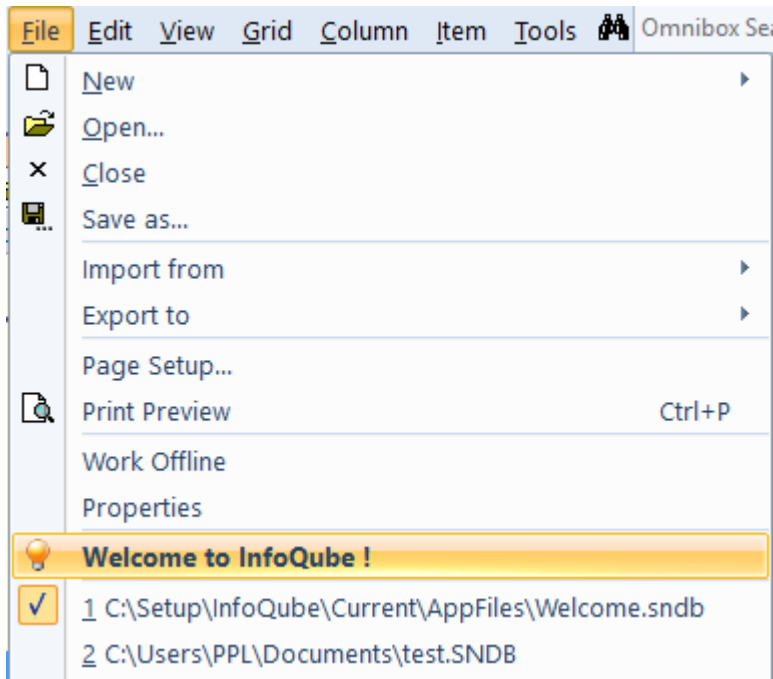 File Edit View Grid Column Item Tools Omnibox
New
Open...
Close
Save as...
Import from
Export to
Page Setup...
Print Preview Ctrl+P
Work Offline
Properties
Welcome to InfoQube !
1 C:\Setup\InfoQube\Current\AppFiles\Welcome.sndb
2 C:\Users\PPL\Documents\test.SNDB